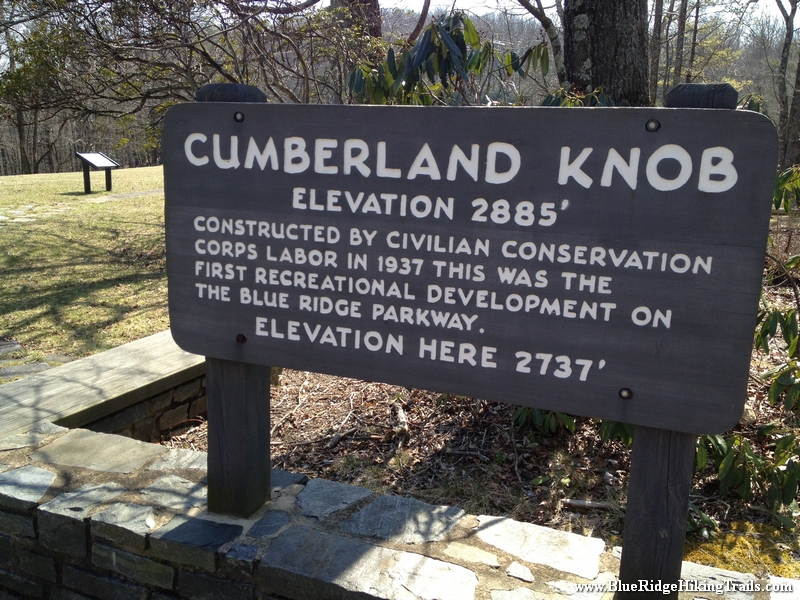 CUMBERLAND KNOB
ELEVATION 2885'
CONSTRUCTED BY CIVILIAN CONSERVATION
CORPS LABOR IN 1937 THIS WAS THE
FIRST RECREATIONAL DEVELOPMENT ON
THE BLUE RIDGE PARKWAY.
ELEVATION HERE 2737'
www.BlueRidgeHikingTrails.com